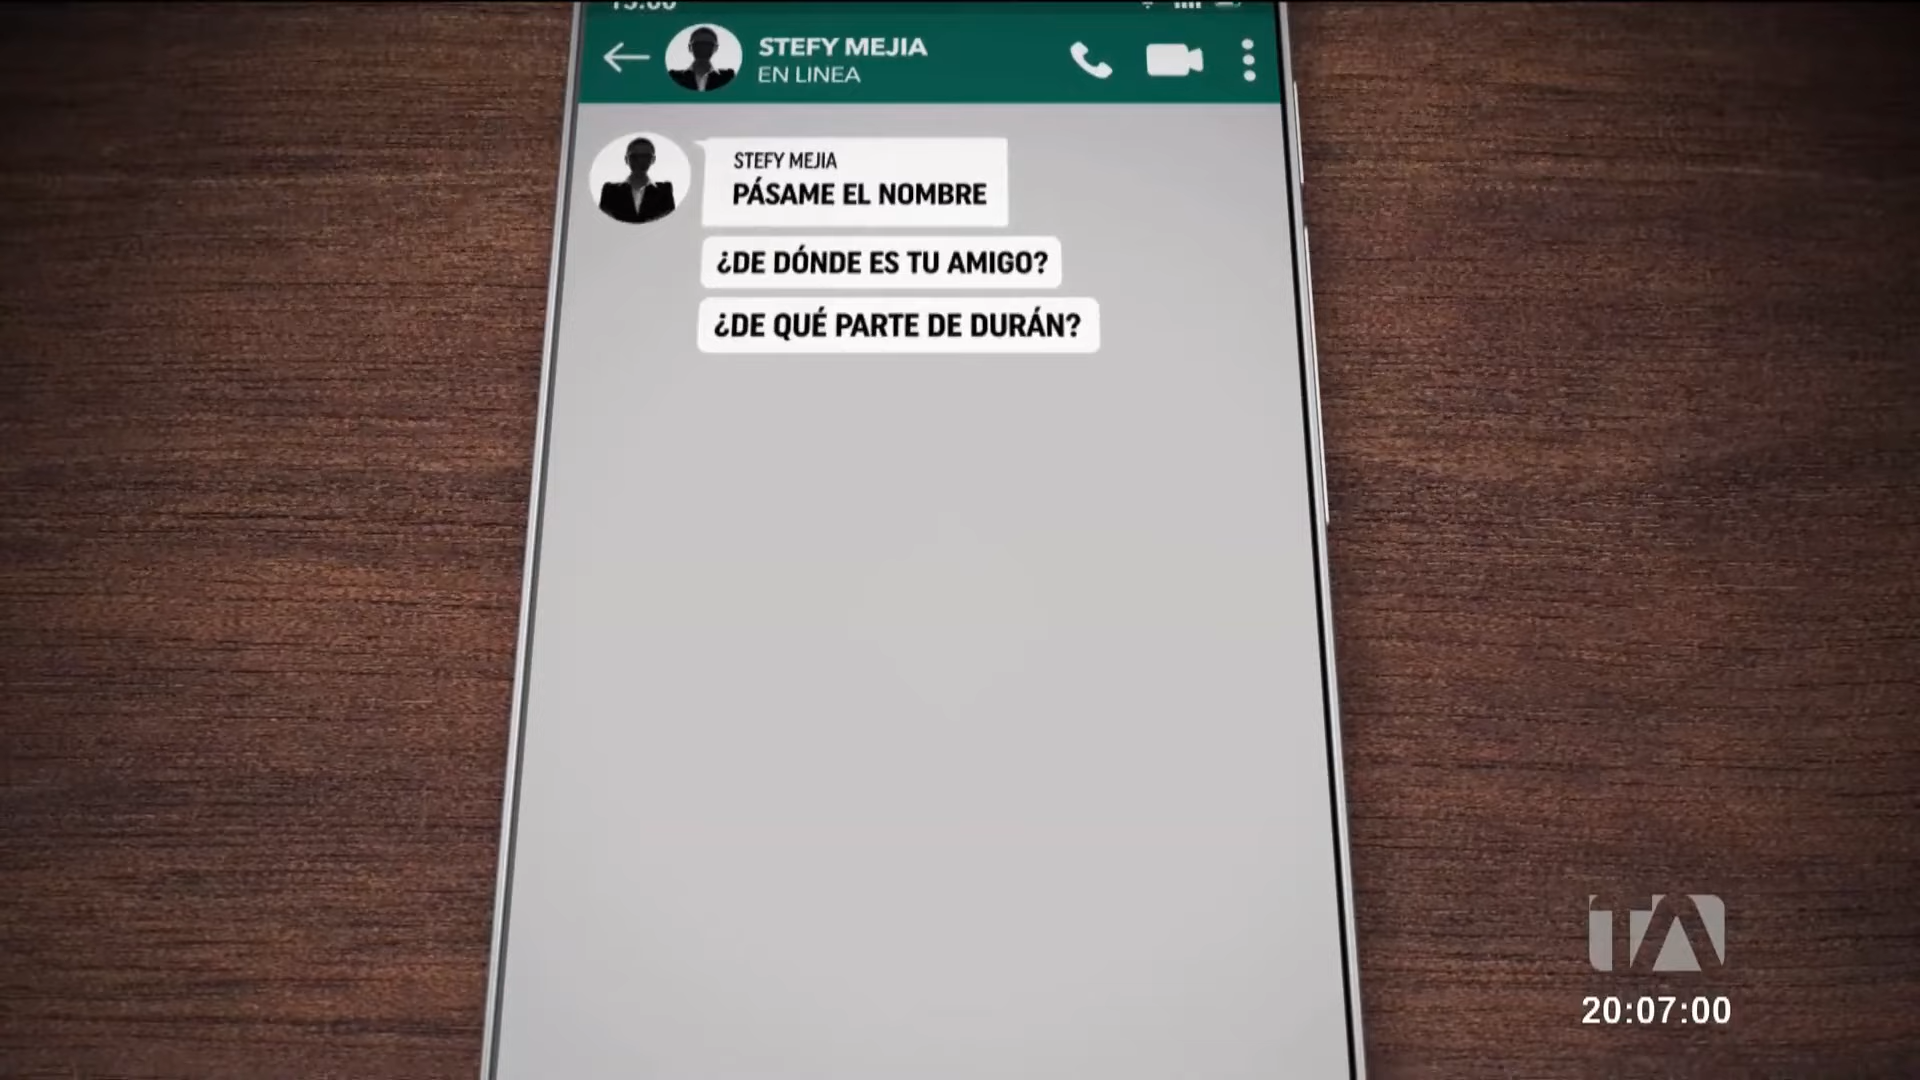 STEFY MEJIA
EN LINEA
STEFY MEJIA
PÁSAME EL NOMBRE
¿DE DÓNDE ES TU AMIGO?
¿DE QUÉ PARTE DE DURÁN?
TA
20:07:00